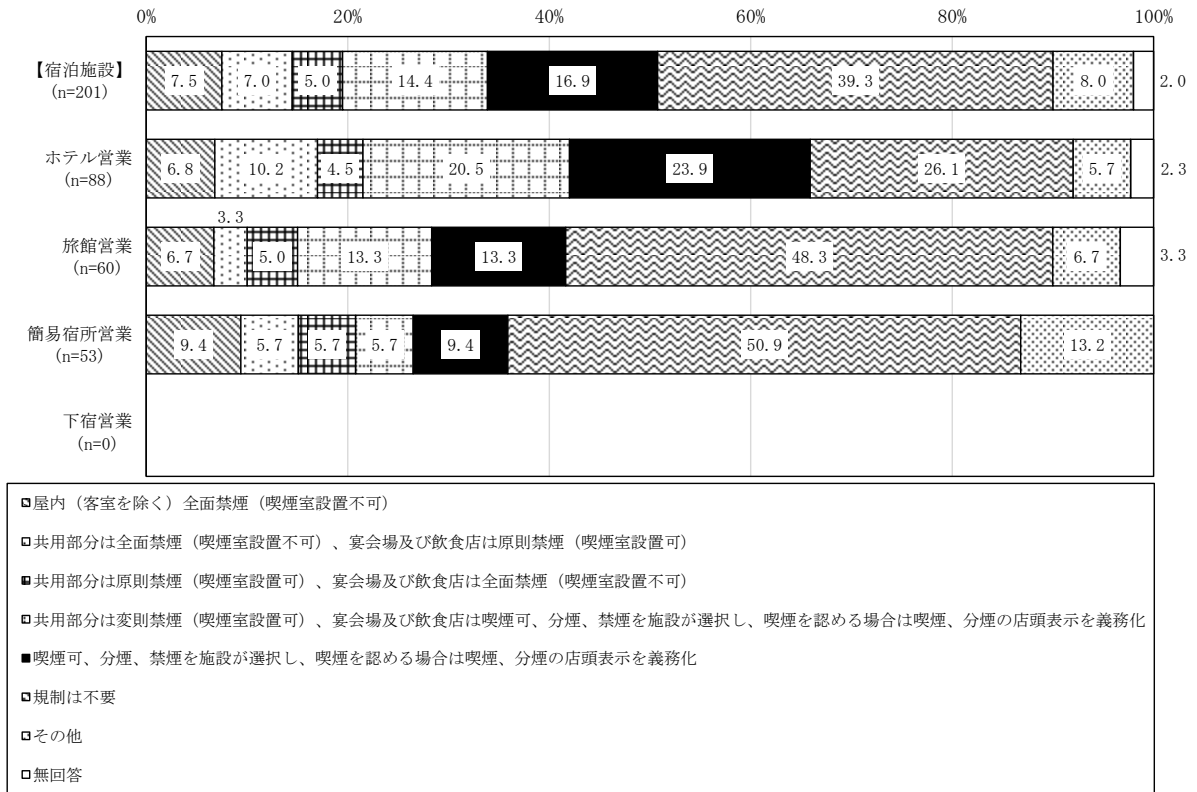 0% 20% 40% 60% 80% 100%
【宿泊施設】
(n=201)
7.5 7.0 5.0 14.4 16.9 39.3 8.0 2.0
ホテル営業
(n=88)
6.8 10.2 4.5 20.5 23.9 26.1 5.7 2.3
3.3
旅館営業
(n=60)
6.7 5.0 13.3 13.3 48.3 6.7 3.3
簡易宿所営業
(n=53)
9.4 5.7 5.7 5.7 9.4 50.9 13.2
下宿営業
(n=0)
屋内（客室を除く）全面禁煙（喫煙室設置不可）
共用部分は全面禁煙（喫煙室設置不可）、宴会場及び飲食店は原則禁煙（喫煙室設置可）
共用部分は原則禁煙（喫煙室設置可）、宴会場及び飲食店は全面禁煙（喫煙室設置不可）
共用部分は変則禁煙（喫煙室設置可）、宴会場及び飲食店は喫煙可、分煙、禁煙を施設が選択し、喫煙を認める場合は喫煙、分煙の店頭表示を義務化
喫煙可、分煙、禁煙を施設が選択し、喫煙を認める場合は喫煙、分煙の店頭表示を義務化
規制は不要
その他
無回答